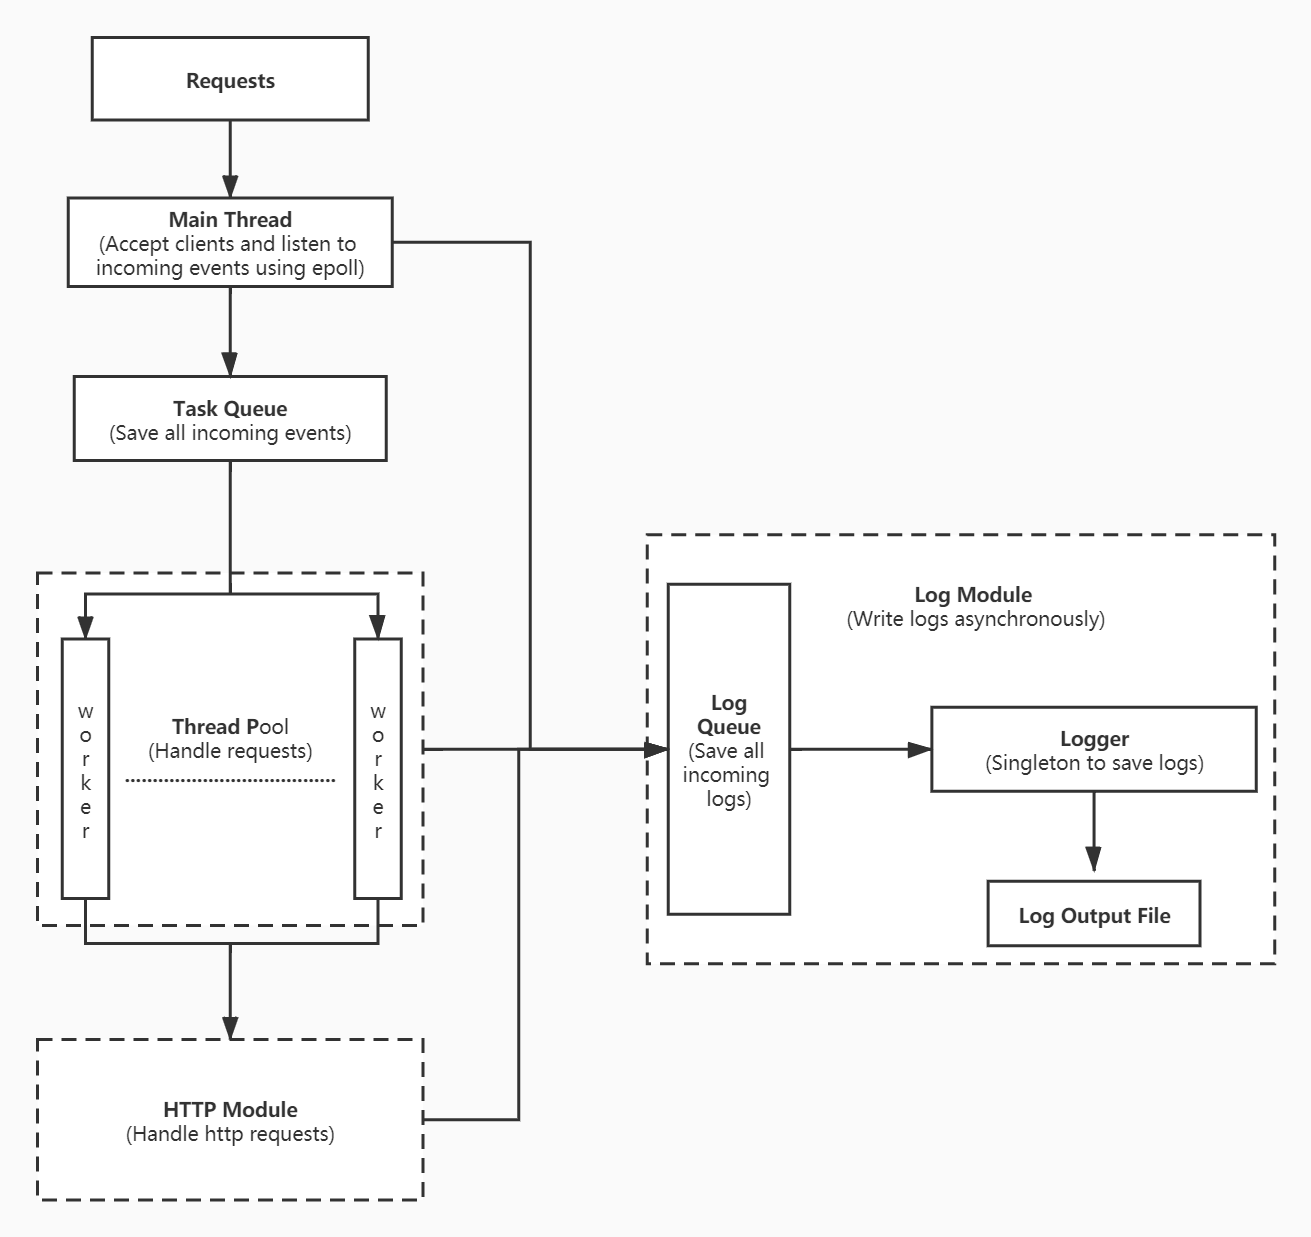 Requests
Main Thread
(Accept clients and listen to
incoming events using epoll)
Task Queue
(Save all incoming events)
worker
Thread Pool
(Handle requests)
worker
HTTP Module
(Handle http requests)
Log Module
(Write logs asynchronously)
Log
Queue
(Save all
incoming
logs)
Logger
(Singleton to save logs)
Log Output File